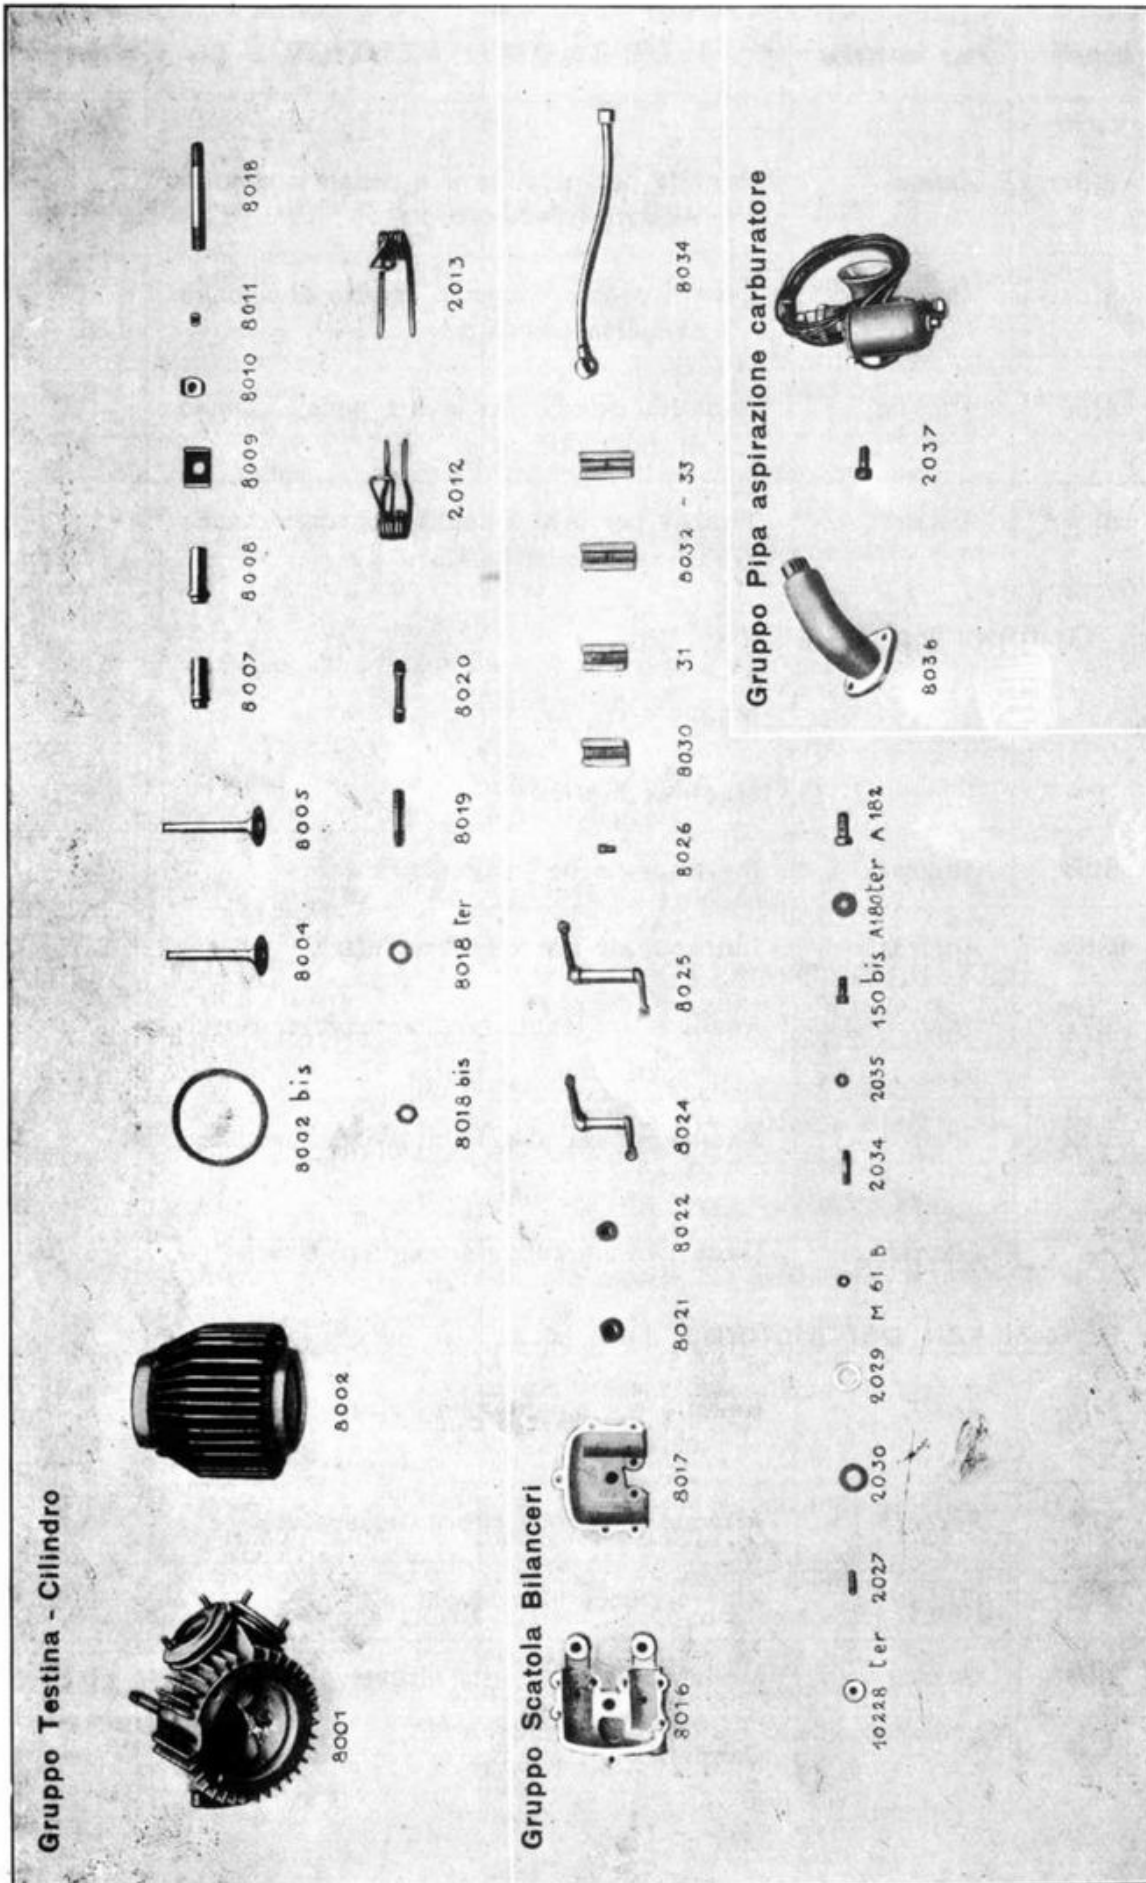 Gruppo Testina - Cilindro
8001
8002
8002 bis
8004
8005
8007
8008
8009
8010
8011
8018
8018 bis
8018 ter
8019
8020
2012
2013
Gruppo Scatola Bilanceri
8016
8017
8021
8022
8024
8025
8026
8030
31
8032 - 33
8034
10228 ter
2027
2030
2029
M 61 B
2034
2035
150 bis
A180ter
A 182
Gruppo Pipa aspirazione carburatore
8036
2037